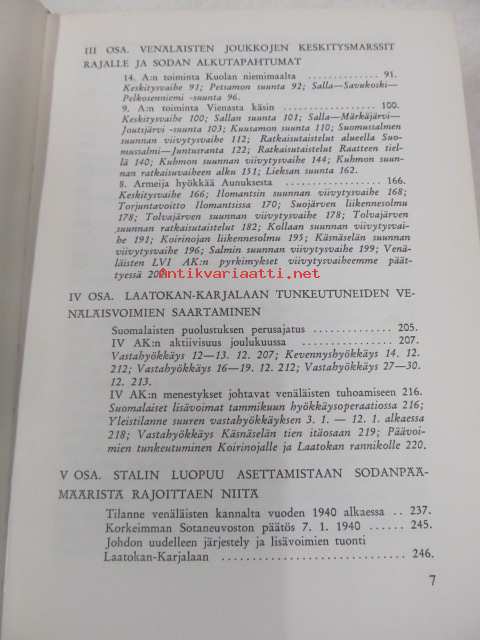 III OSA. VENÄLÄISTEN JOUKKOJEN KESKITYSMARSSIT
RAJALLE JA SODAN ALKUTAPAHTUMAT
14. A:n toiminta Kuolan niemimaalta .............. 91.
Keskitysvaihe 91; Petsamon suunta 92; Salla—Savukoski—
Pelkosenniemi -suunta 96.
9. A:n toiminta Vienasta käsin .................. 100.
Keskitysvaihe 100; Sallan suunta 101; Salla—Märkäjärvi—
Joutsjärvi -suunta 103; Kuusamon suunta 110; Suomussalmen
suunnan viivytysvaihe 112; Ratkaisutaistelut alueella Suo-
mussalmi—Juntusranta 122; Ratkaisutaistelut Raatteen tiel-
lä 140; Kuhmon suunnan viivytysvaihe 144; Kuhmon suun-
nan ratkaisuvaiheen alku 151; Lieksan suunta 162.
8. Armeija hyökkää Aunuksesta .................. 166.
Keskitysvaihe 166; Ilomantsin suunnan viivytysvaihe 168;
Torjuntavoitto Ilomantsissa 170; Suojärven liikennesolmu
178; Tolvajärven suunnan viivytysvaihe 178; Tolvajärven
suunnan ratkaisutaistelut 182; Kollaan suunnan viivytysvai-
he 191; Koirinojan liikennesolmu 195; Käsnäselän suunnan
viivytysvaihe 196; Salmin suunnan viivytysvaihe 199; Venä-
läisten LVI AK:n pyrkimykset viivytysvaiheemme päät-
tyessä
Antikvariaatti.net
IV OSA. LAATOKAN-KARJALAAN TUNKEUTUNEIDEN VE-
NÄLÄISVOIMIEN SAARTAMINEN
Suomalaisten puolustuksen perusajatus .............. 205.
IV AK:n aktiivisuus joulukuussa .................. 207.
Vastahyökkäys 12—13. 12. 207; Kevennyshyökkäys 14. 12.
212; Vastahyökkäys 16—19. 12. 212; Vastahyökkäys 27—30.
12. 213.
IV AK:n menestykset johtavat venäläisten tuhoamiseen 216.
Suomalaiset lisävoimat tammikuun hyökkäysoperaatiossa 216;
Yleistilanne suuren vastahyökkäyksen 3. 1. — 12. 1. alkaessa
218; Vastahyökkäys Käsnäselän tien itäosaan 219; Päävoi-
mien tunkeutuminen Koirinojalle ja Laatokan rannikolle 220.
V OSA. STALIN LUOPUU ASETTAMISTAAN SODANPÄÄ-
MÄÄRISTÄ RAJOITTAEN NIITÄ
Tilanne venäläisten kannalta vuoden 1940 alkaessa .. 237.
Korkeimman Sotaneuvoston päätös 7. 1. 1940 ...... 245.
Johdon uudelleen järjestely ja lisävoimien tuonti
Laatokan-Karjalaan ........................ 246.
7